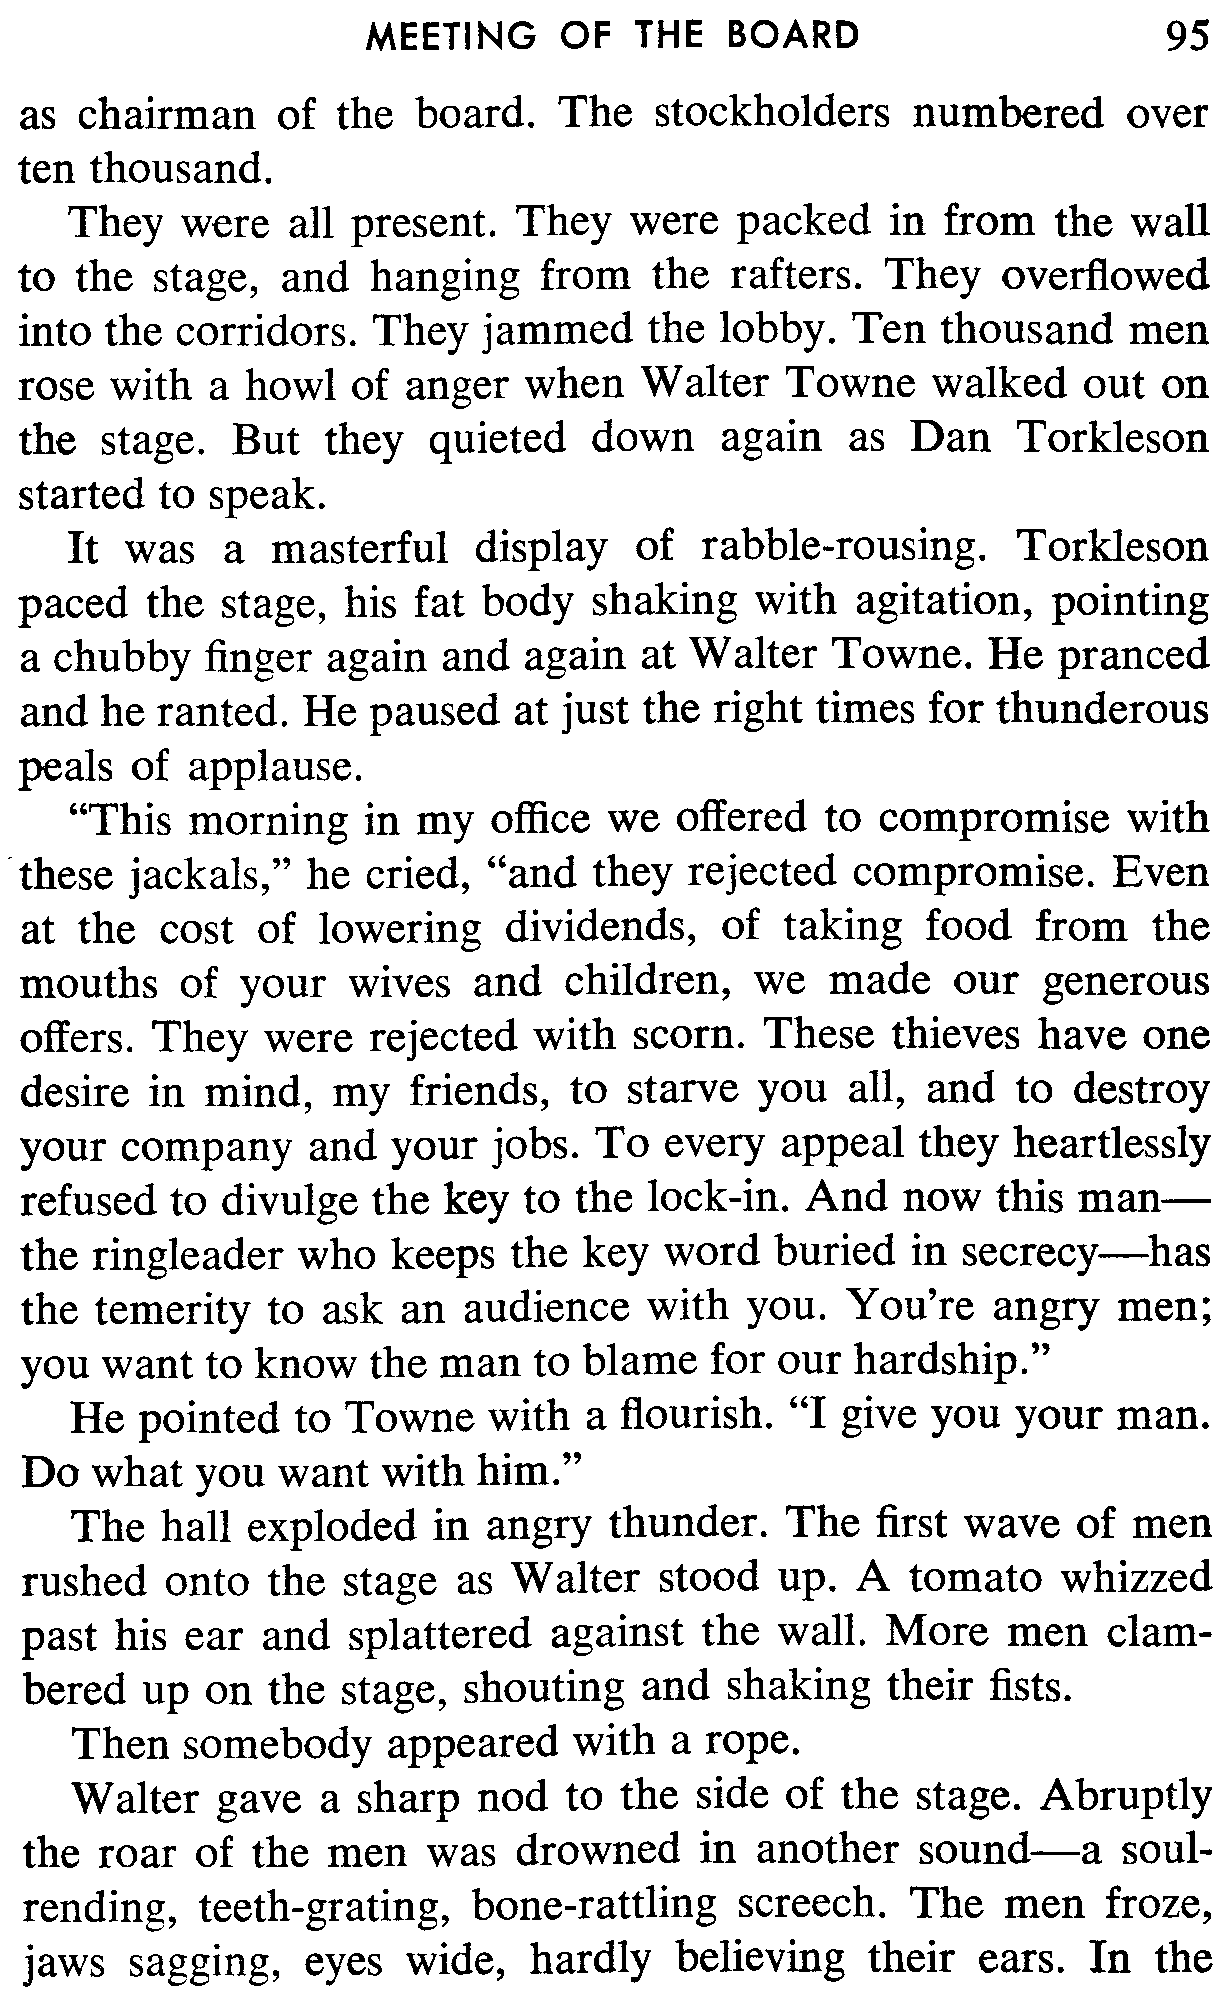 MEETING OF THE BOARD 95
as chairman of the board. The stockholders numbered over
ten thousand.
They were all present. They were packed in from the wall
to the stage, and hanging from the rafters. They overflowed
into the corridors. They jammed the lobby. Ten thousand men
rose with a howl of anger when Walter Towne walked out on
the stage. But they quieted down again as Dan Torkleson
started to speak.
It was a masterful display of rabble-rousing. Torkleson
paced the stage, his fat body shaking with agitation, pointing
a chubby finger again and again at Walter Towne. He pranced
and he ranted. He paused at just the right times for thunderous
peals of applause.
“This morning in my office we offered to compromise with
these jackals,” he cried, “and they rejected compromise. Even
at the cost of lowering dividends, of taking food from the
mouths of your wives and children, we made our generous
offers. They were rejected with scorn. These thieves have one
desire in mind, my friends, to starve you all, and to destroy
your company and your jobs. To every appeal they heartlessly
refused to divulge the key to the lock-in. And now this man—
the ringleader who keeps the key word buried in secrecy—has
the temerity to ask an audience with you. You’re angry men;
you want to know the man to blame for our hardship.”
He pointed to Towne with a flourish. “I give you your man.
Do what you want with him.”
The hall exploded in angry thunder. The first wave of men
rushed onto the stage as Walter stood up. A tomato whizzed
past his ear and splattered against the wall. More men clam-
bered up on the stage, shouting and shaking their fists.
Then somebody appeared with a rope.
Walter gave a sharp nod to the side of the stage. Abruptly
the roar of the men was drowned in another sound—a soul-
rending, teeth-grating, bone-rattling screech. The men froze,
jaws sagging, eyes wide, hardly believing their ears. In the